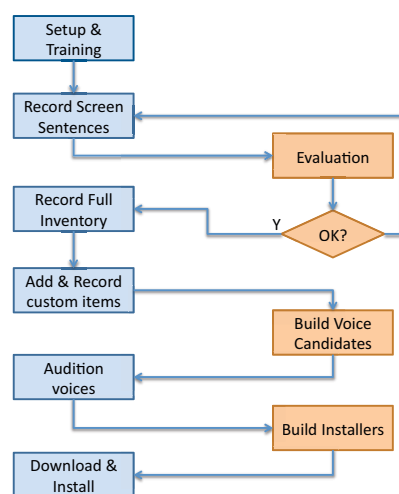 Setup &
Training
Record Screen
Sentences
Evaluation
Record Full
Inventory
Y
OK?
Add & Record
custom items
Build Voice
Candidates
Audition
voices
Build Installers
Download &
Install